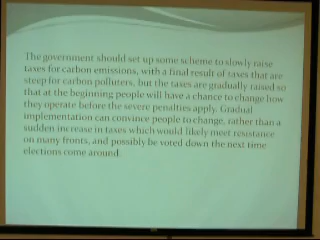 The government should set up some scheme to slowly raise
taxes for carbon emissions, with a final result of taxes that are
steep for carbon polluters, but the taxes are gradually raised so
that at the beginning people will have a chance to change how
they operate before the severe penalties apply. Gradual
implementation can convince people to change, rather than a
sudden increase in taxes which would likely meet resistance
on many fronts, and possibly be voted down the next time
elections come around.